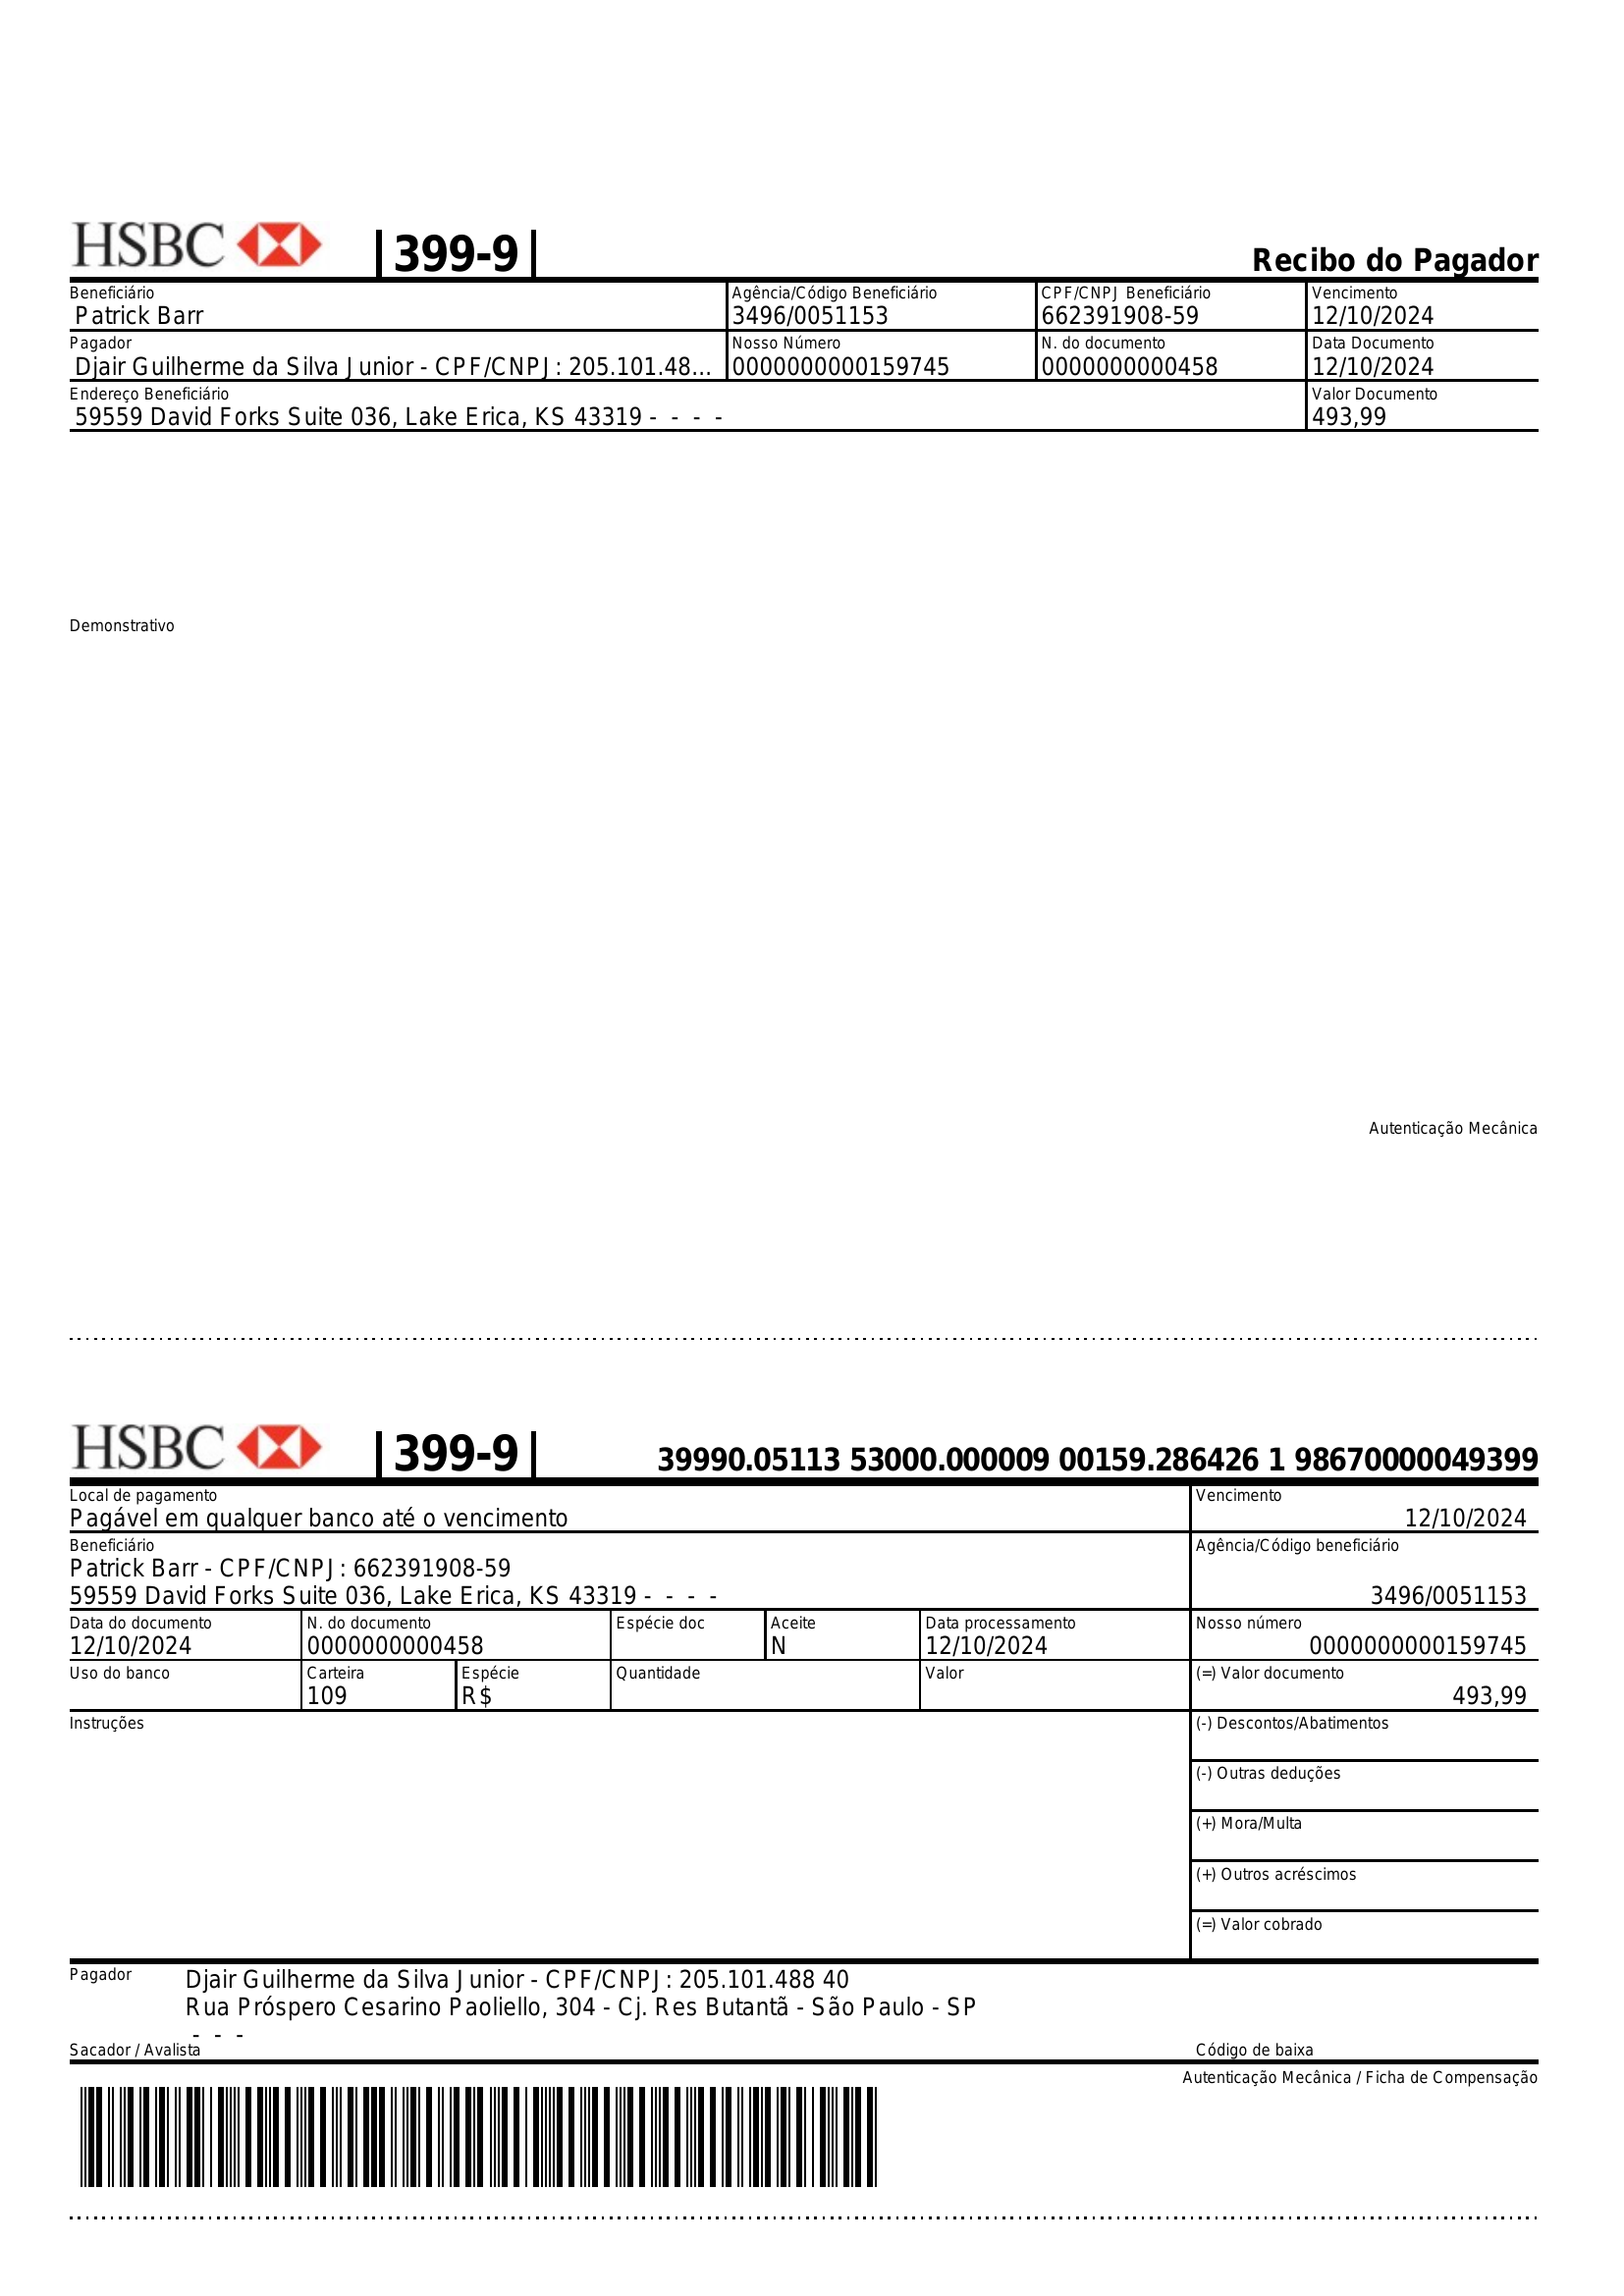 HSBC 399-9 Recibo do Pagador
Beneficiário Agência/Código Beneficiário CPF/CNPJ Beneficiário Vencimento
Patrick Barr 3496/0051153 662391908-59 12/10/2024
Pagador Nosso Número N. do documento Data Documento
Djair Guilherme da Silva Junior - CPF/CNPJ: 205.101.48... 0000000000159745 0000000000458 12/10/2024
Endereço Beneficiário Valor Documento
59559 David Forks Suite 036, Lake Erica, KS 43319 - - - - 493,99
Demonstrativo
Autenticação Mecânica
HSBC 399-9 39990.05113 53000.000009 00159.286426 1 98670000049399
Local de pagamento Vencimento
Pagável em qualquer banco até o vencimento 12/10/2024
Beneficiário Agência/Código beneficiário
Patrick Barr - CPF/CNPJ: 662391908-59
59559 David Forks Suite 036, Lake Erica, KS 43319 - - - - 3496/0051153
Data do documento N. do documento Espécie doc Aceite Data processamento Nosso número
12/10/2024 0000000000458 N 12/10/2024 0000000000159745
Uso do banco Carteira Espécie Quantidade Valor (=) Valor documento
109 R$ 493,99
Instruções (-) Descontos/Abatimentos
(-) Outras deduções
(+) Mora/Multa
(+) Outros acréscimos
(=) Valor cobrado
Pagador Djair Guilherme da Silva Junior - CPF/CNPJ: 205.101.488 40
Rua Próspero Cesarino Paoliello, 304 - Cj. Res Butantã - São Paulo - SP
- - -
Sacador / Avalista Código de baixa
Autenticação Mecânica / Ficha de Compensação